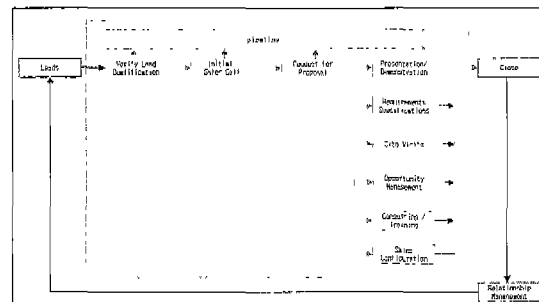 pipeline
Leads
Verify Lead
Qualification
Initial
Sales Call
Request for
Proposal
Presentation/
Demonstration
Close
Requirements
Specifications
Site Visits
Opportunity
Management
Consulting /
Training
Sales
Configuration
Relationship
Management